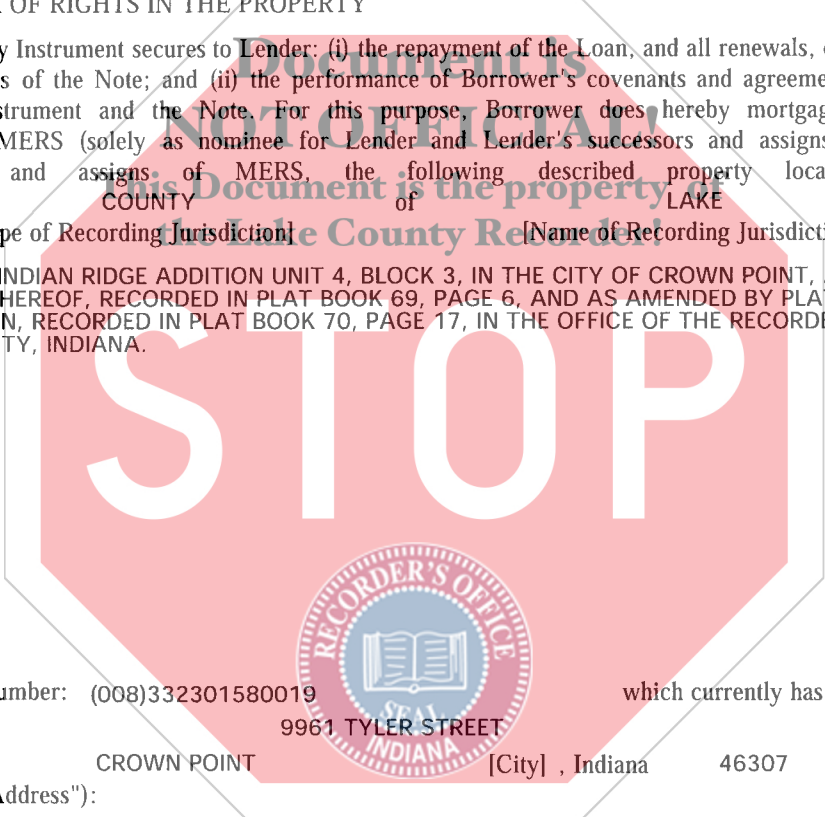 OF RIGHTS IN THE PROPERTY
Instrument secures to Lender: (i) the repayment of the Loan, and all renewals,
s of the Note; and (ii) the performance of Borrower's covenants and agreeme
strument and the Note. For this purpose, Borrower does hereby mortgag
MERS (solely as nominee for Lender and Lender's successors and assigns
and assigns of MERS, the following described property loca
COUNTY of LAKE
pe of Recording Jurisdiction] [Name of Recording Jurisdicti
Document is
NOT OFFICIAL!
This Document is the property of
the Lake County Recorder!
INDIAN RIDGE ADDITION UNIT 4, BLOCK 3, IN THE CITY OF CROWN POINT,
HEREOF, RECORDED IN PLAT BOOK 69, PAGE 6, AND AS AMENDED BY PLA
N, RECORDED IN PLAT BOOK 70, PAGE 17, IN THE OFFICE OF THE RECORDE
TY, INDIANA.
STOP
RECORDER'S OFFICE
SEAL
INDIANA
umber: (008)332301580019 which currently has
9961 TYLER STREET
CROWN POINT [City] , Indiana 46307
Address"):